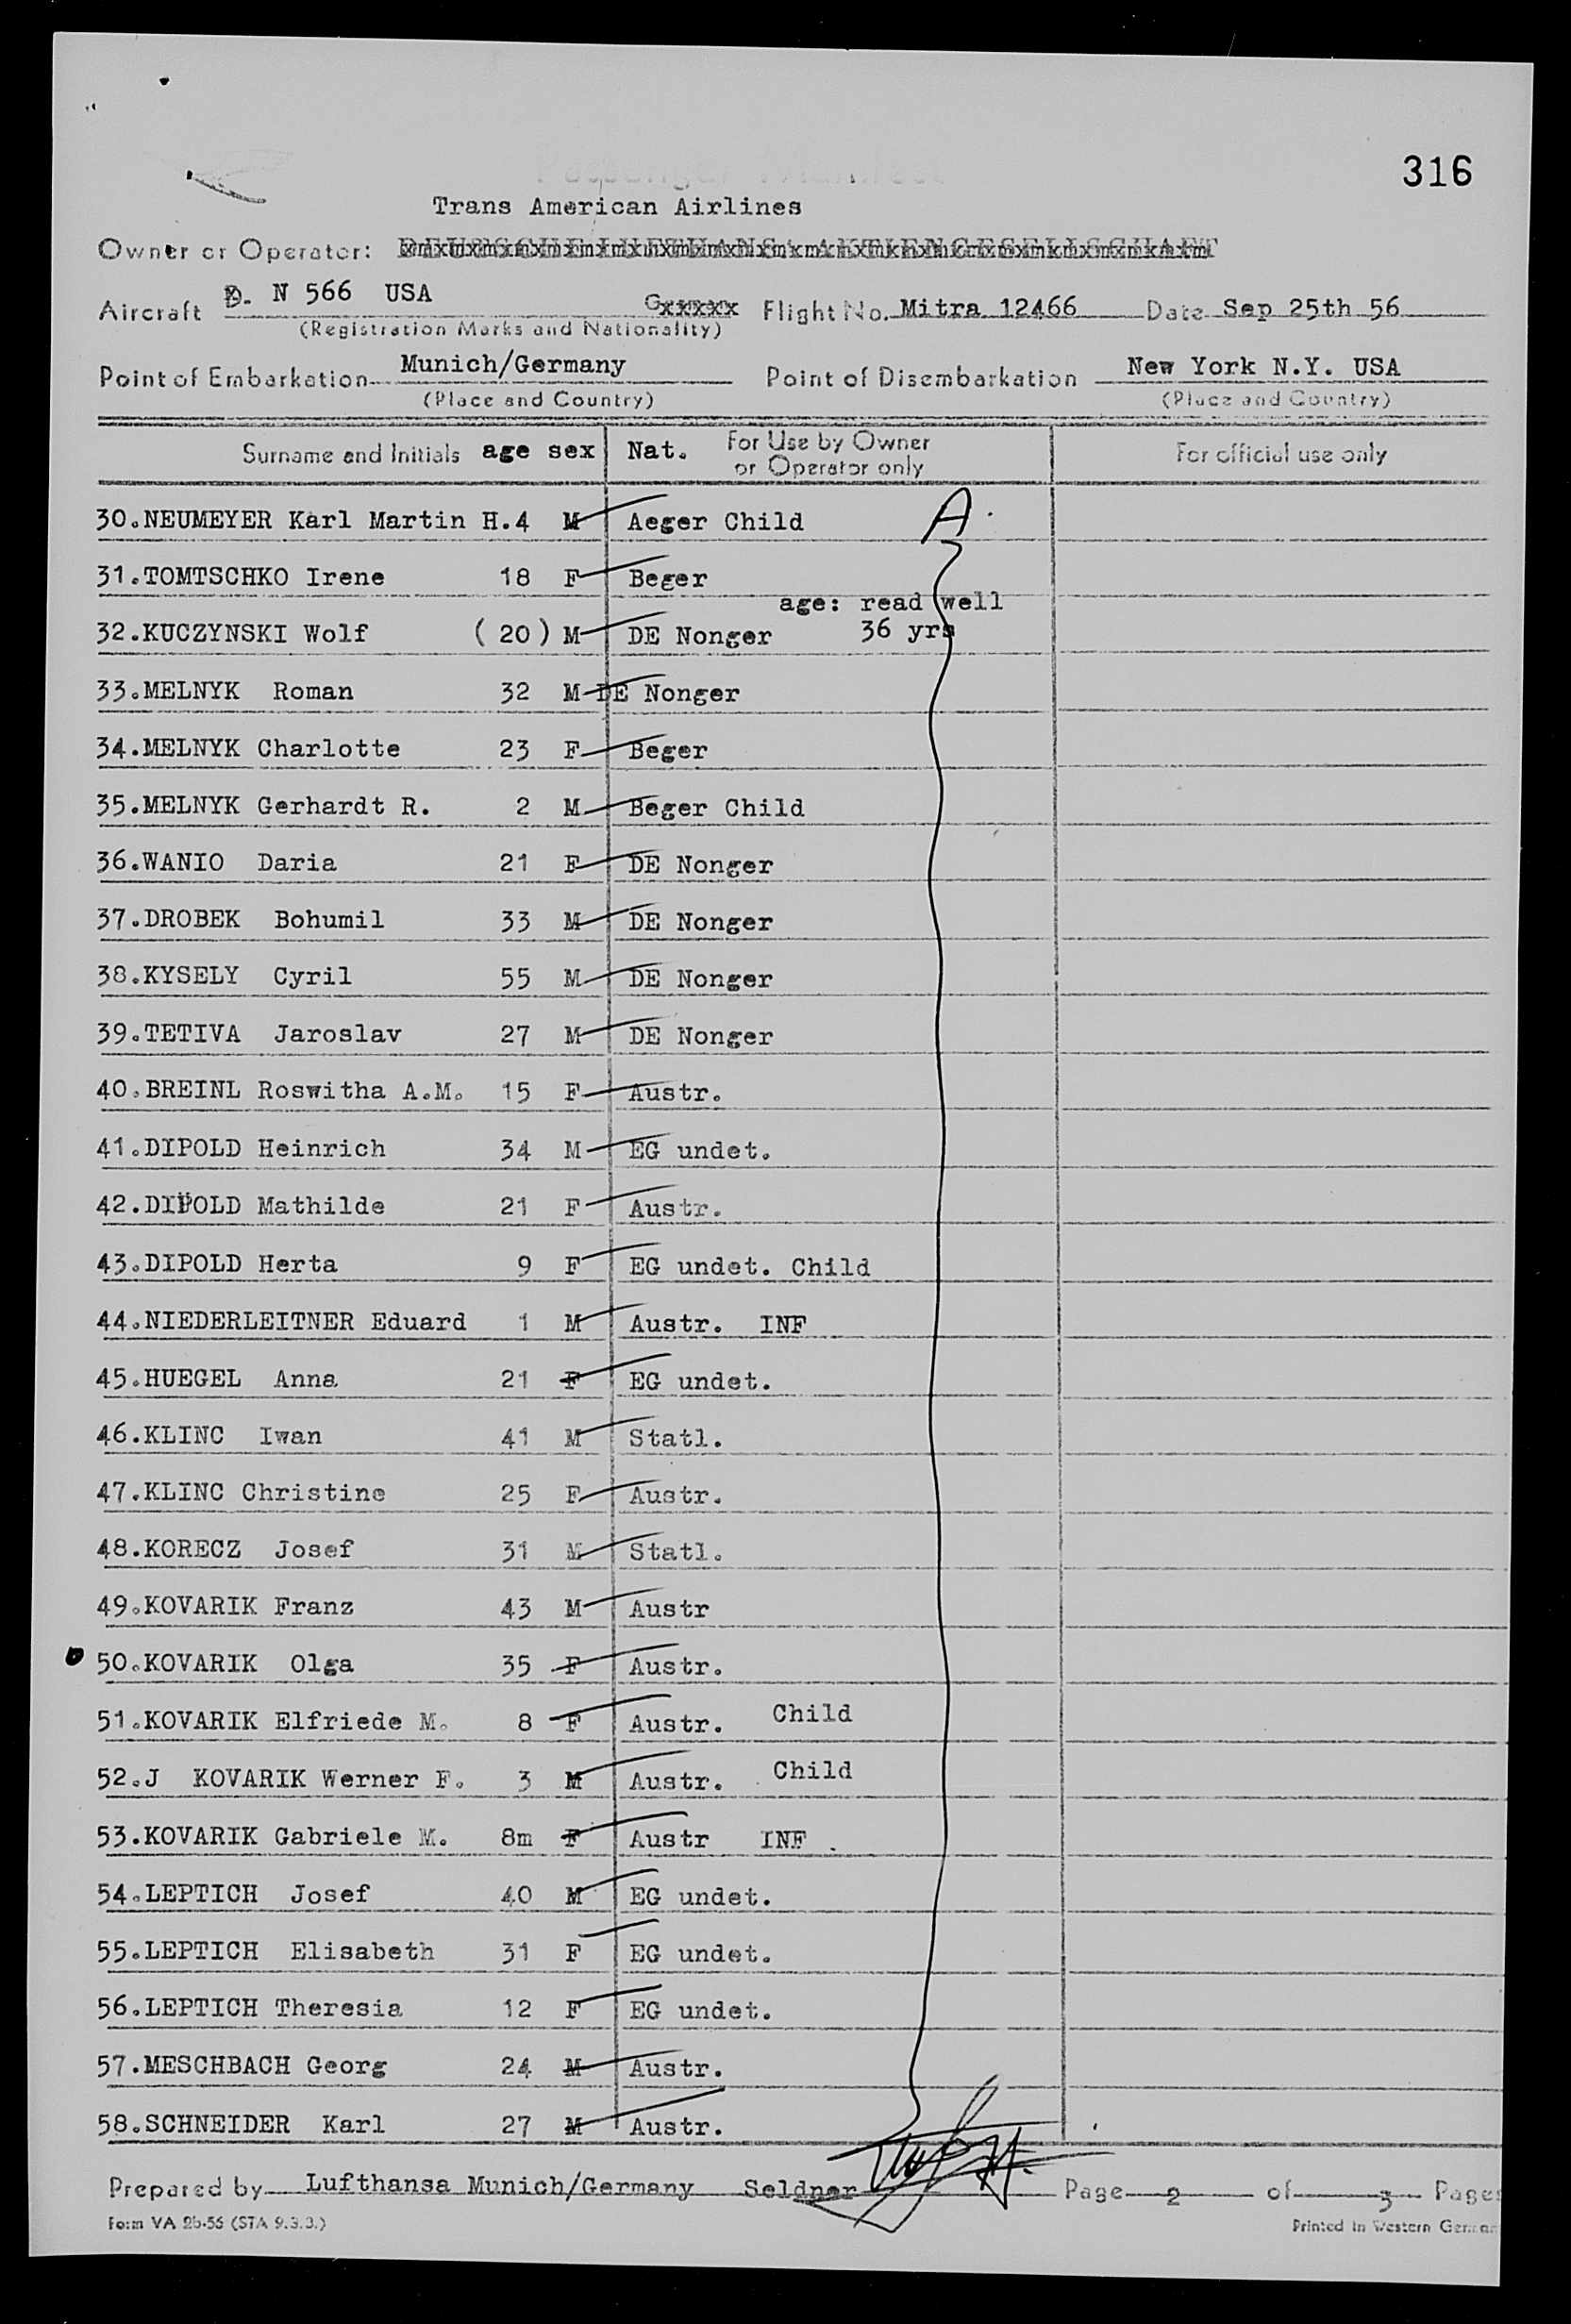 316
Trans American Airlines
Owner or Operator:
Aircraft D. N 566 USA Gxxxxx Flight No. Mitra 12466 Date Sep 25th 56
(Registration Marks and Nationality)
Point of Embarkation Munich/Germany Point of Disembarkation New York N.Y. USA
(Place and Country) (Place and Country)
Surname and Initials age sex Nat. For Use by Owner or Operator only For official use only
30.NEUMEYER Karl Martin H.4 M Aeger Child A.
31.TOMTSCHKO Irene 18 F Beger
age: read well
32.KUCZYNSKI Wolf (20) M DE Nonger 36 yrs
33.MELNYK Roman 32 M DE Nonger
34.MELNYK Charlotte 23 F Beger
35.MELNYK Gerhardt R. 2 M Beger Child
36.WANIO Daria 21 F DE Nonger
37.DROBEK Bohumil 33 M DE Nonger
38.KYSELY Cyril 55 M DE Nonger
39.TETIVA Jaroslav 27 M DE Nonger
40.BREINL Roswitha A.M. 15 F Austr.
41.DIPOLD Heinrich 34 M EG undet.
42.DIPOLD Mathilde 21 F Austr.
43.DIPOLD Herta 9 F EG undet. Child
44.NIEDERLEITNER Eduard 1 M Austr. INF
45.HUEGEL Anna 21 F EG undet.
46.KLINC Iwan 41 M Statl.
47.KLINC Christine 25 F Austr.
48.KORECZ Josef 31 M Statl.
49.KOVARIK Franz 43 M Austr
50.KOVARIK Olga 35 F Austr.
51.KOVARIK Elfriede M. 8 F Austr. Child
52.J KOVARIK Werner F. 3 M Austr. Child
53.KOVARIK Gabriele M. 8m F Austr INF
54.LEPTICH Josef 40 M EG undet.
55.LEPTICH Elisabeth 31 F EG undet.
56.LEPTICH Theresia 12 F EG undet.
57.MESCHBACH Georg 24 M Austr.
58.SCHNEIDER Karl 27 M Austr.
Prepared by Lufthansa Munich/Germany Seldner Page 2 of 3 Pages
Form VA 2b-56 (STA 9.3.3.) Printed in Western German